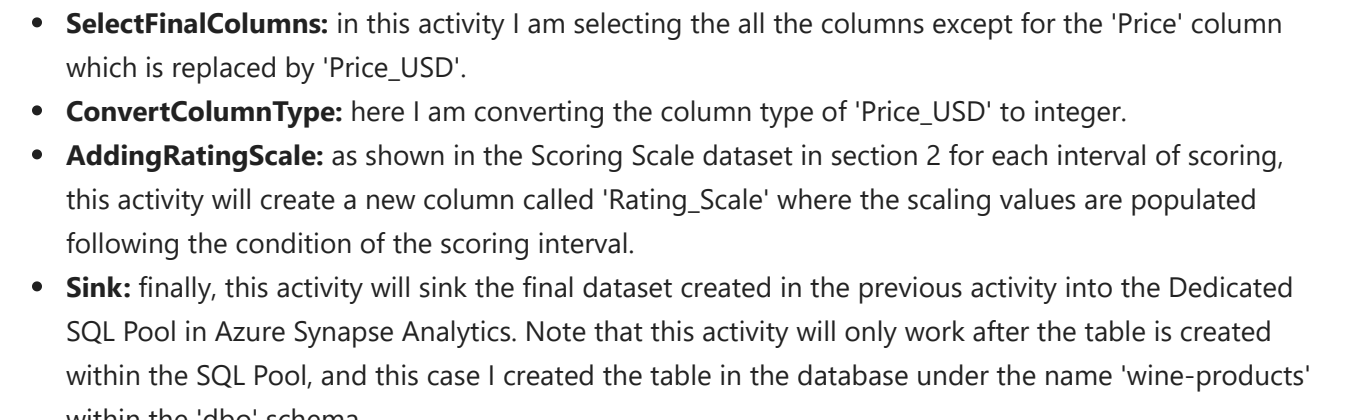 • SelectFinalColumns: in this activity I am selecting the all the columns except for the 'Price' column
which is replaced by 'Price_USD'.
• ConvertColumnType: here I am converting the column type of 'Price_USD' to integer.
• AddingRatingScale: as shown in the Scoring Scale dataset in section 2 for each interval of scoring,
this activity will create a new column called 'Rating_Scale' where the scaling values are populated
following the condition of the scoring interval.
• Sink: finally, this activity will sink the final dataset created in the previous activity into the Dedicated
SQL Pool in Azure Synapse Analytics. Note that this activity will only work after the table is created
within the SQL Pool, and this case I created the table in the database under the name 'wine-products'
within the 'dbo' schema